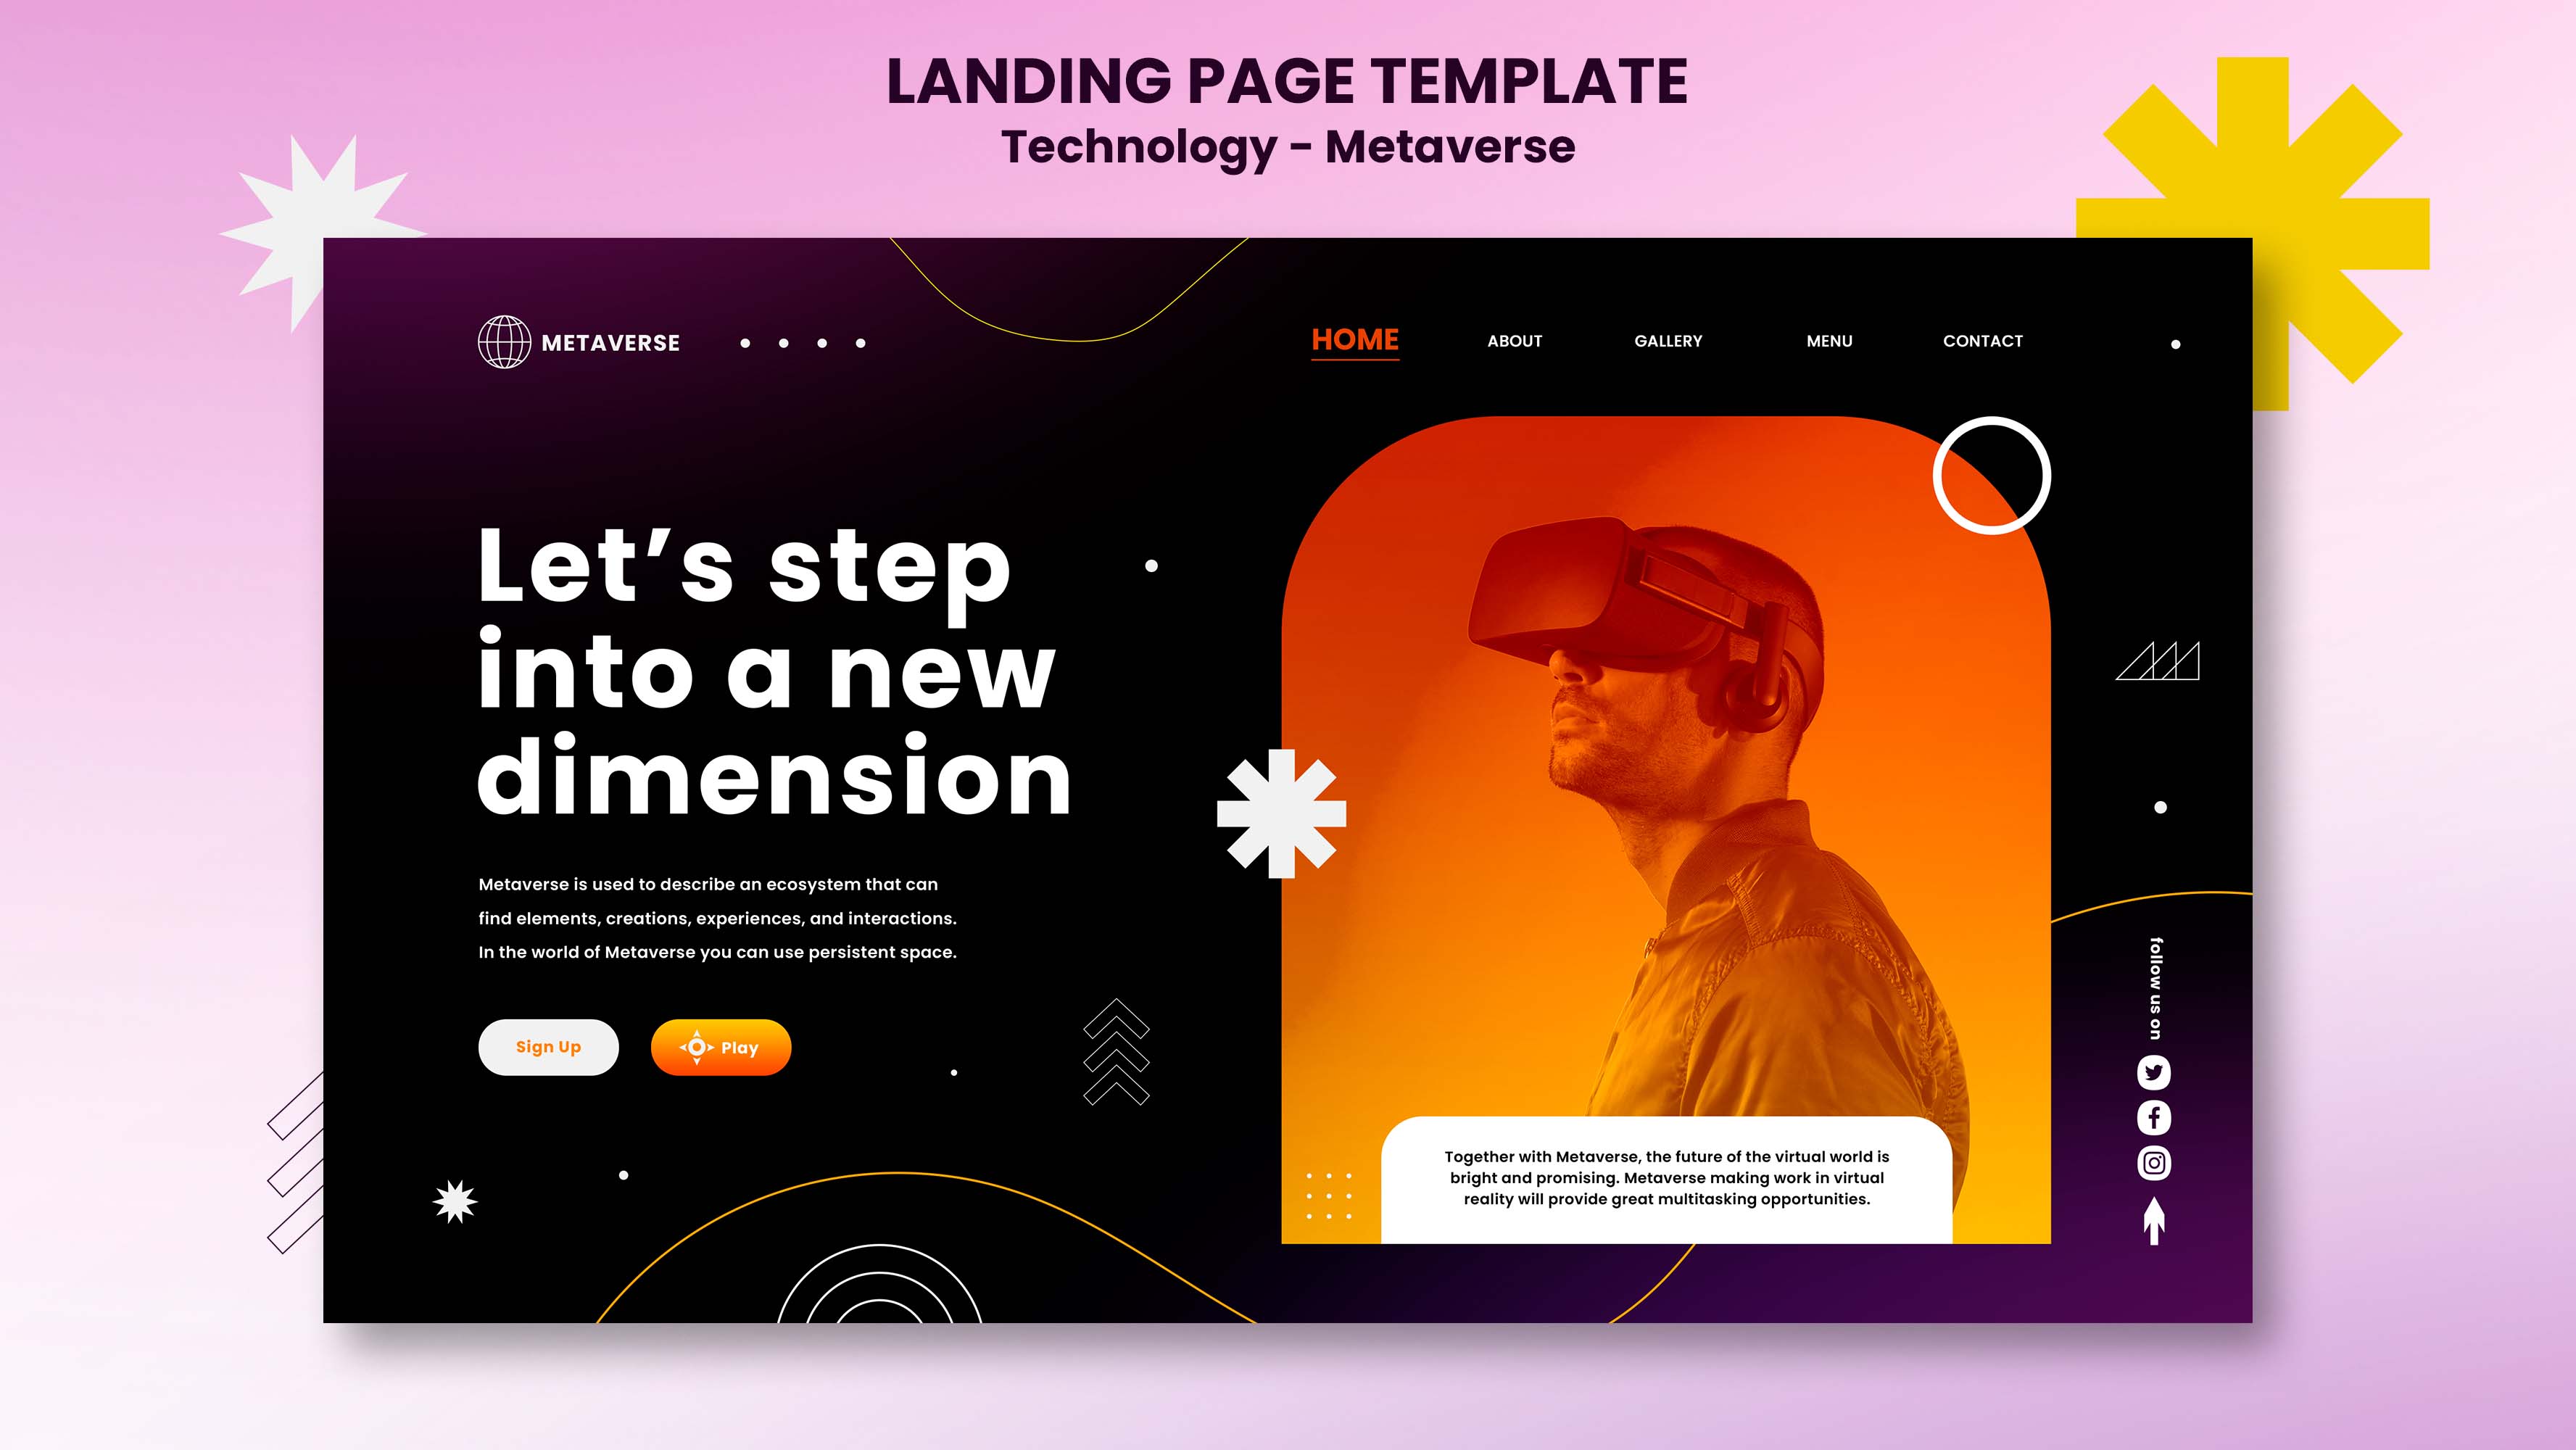 LANDING PAGE TEMPLATE
Technology - Metaverse
METAVERSE
HOME
ABOUT
GALLERY
MENU
CONTACT
Let’s step
into a new
dimension
Metaverse is used to describe an ecosystem that can
find elements, creations, experiences, and interactions.
In the world of Metaverse you can use persistent space.
Sign Up
Play
Together with Metaverse, the future of the virtual world is
bright and promising. Metaverse making work in virtual
reality will provide great multitasking opportunities.
follow us on